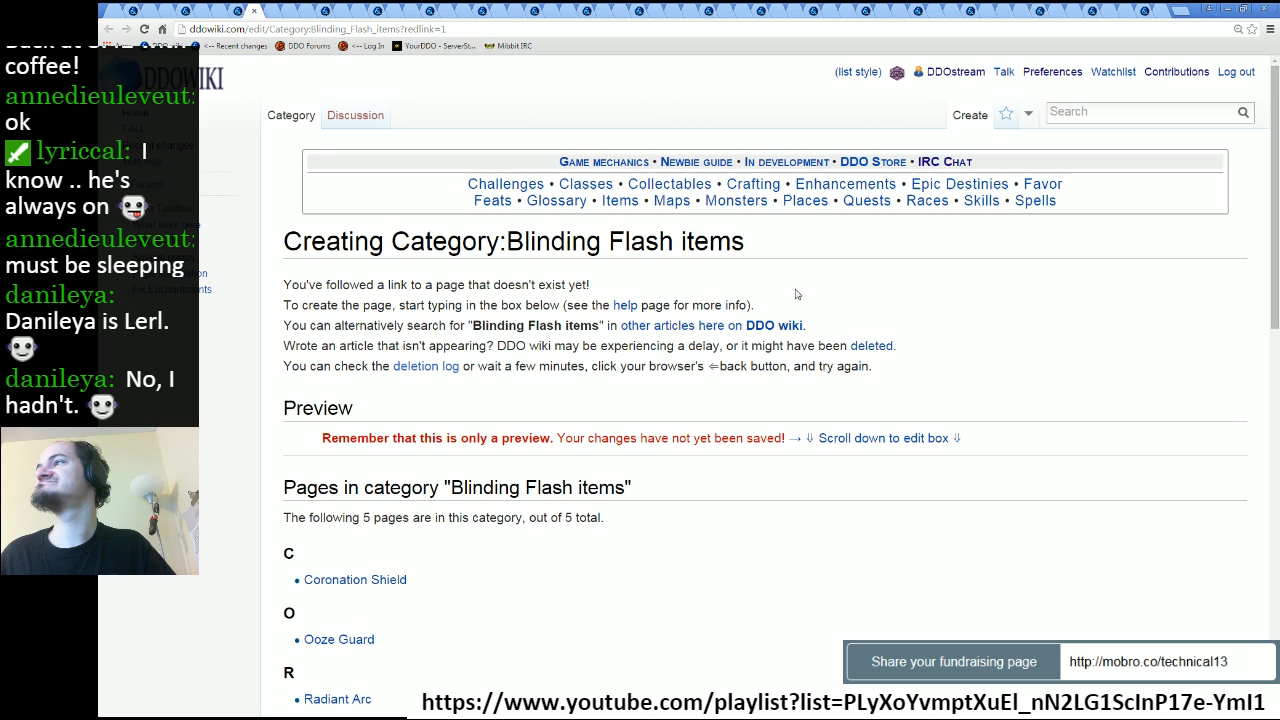 ddowiki.com/edit/Category:Blinding_Flash_items?redlink=1
<-- Recent changes DDO Forums <-- Log In YourDDO - ServerSt... Mibbit IRC
coffee!
annedieuleveut:
ok
lyriccal: I
know .. he's
always on
annedieuleveut:
must be sleeping
danileya:
Danileya is Lerl.
danileya: No, I
hadn't.
DDOWIKI
(list style) DDOstream Talk Preferences Watchlist Contributions Log out
Category Discussion Create Search
Game mechanics • Newbie guide • In development • DDO Store • IRC Chat
Challenges • Classes • Collectables • Crafting • Enhancements • Epic Destinies • Favor
Feats • Glossary • Items • Maps • Monsters • Places • Quests • Races • Skills • Spells
Creating Category:Blinding Flash items
You've followed a link to a page that doesn't exist yet!
To create the page, start typing in the box below (see the help page for more info).
You can alternatively search for "Blinding Flash items" in other articles here on DDO wiki.
Wrote an article that isn't appearing? DDO wiki may be experiencing a delay, or it might have been deleted.
You can check the deletion log or wait a few minutes, click your browser's ⇐back button, and try again.
Preview
Remember that this is only a preview. Your changes have not yet been saved! → ⇩ Scroll down to edit box ⇩
Pages in category "Blinding Flash items"
The following 5 pages are in this category, out of 5 total.
C
• Coronation Shield
O
• Ooze Guard
R
• Radiant Arc
Share your fundraising page http://mobro.co/technical13
https://www.youtube.com/playlist?list=PLyXoYvmptXuEl_nN2LG1ScInP17e-YmI1